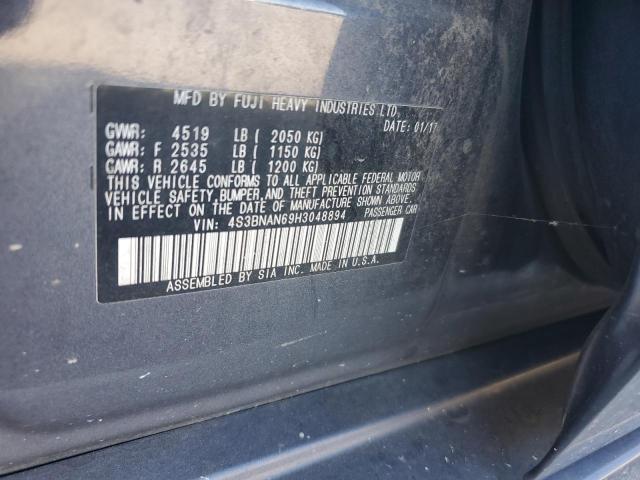 MFD BY FUJI HEAVY INDUSTRIES LTD.
DATE: 01/17
GVWR: 4519 LB ( 2050 KG)
GAWR: F 2535 LB ( 1150 KG)
GAWR: R 2645 LB ( 1200 KG)
THIS VEHICLE CONFORMS TO ALL APPLICABLE FEDERAL MOTOR
VEHICLE SAFETY, BUMPER, AND THEFT PREVENTION STANDARDS
IN EFFECT ON THE DATE OF MANUFACTURE SHOWN ABOVE.
VIN: 4S3BNAN69H3048894 PASSENGER CAR
ASSEMBLED BY SIA INC. MADE IN U.S.A.